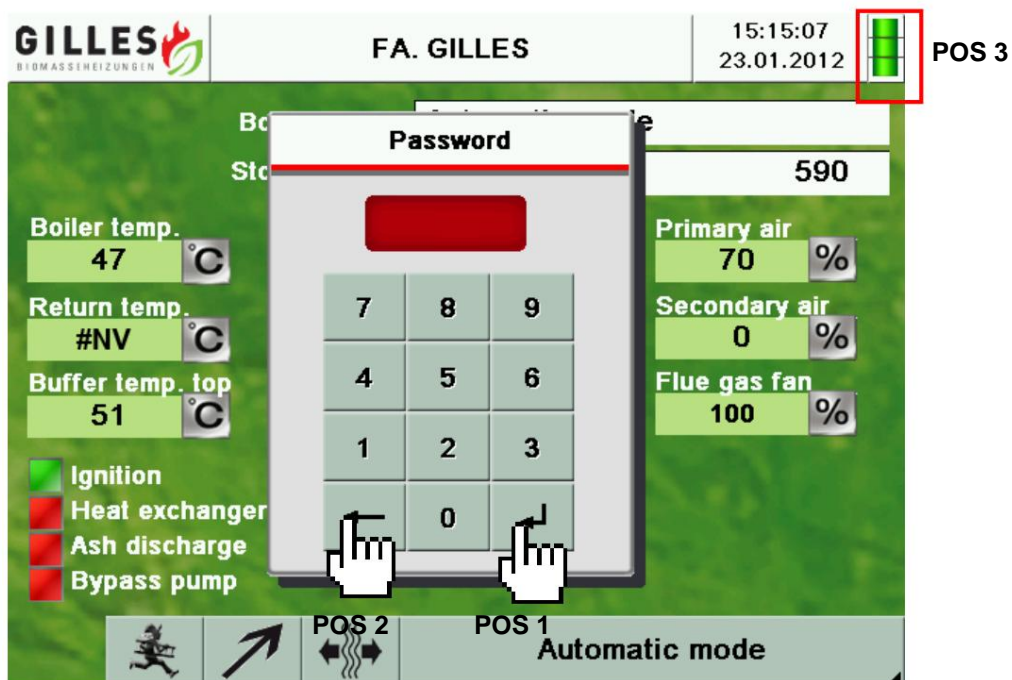 GILLES
BIOMASSEHEIZUNGEN
FA. GILLES
15:15:07
23.01.2012
POS 3
Password
590
Boiler temp.
47 °C
Return temp.
#NV °C
Buffer temp. top
51 °C
Primary air
70 %
Secondary air
0 %
Flue gas fan
100 %
7 8 9
4 5 6
1 2 3
0
Ignition
Heat exchanger
Ash discharge
Bypass pump
POS 2
POS 1
Automatic mode